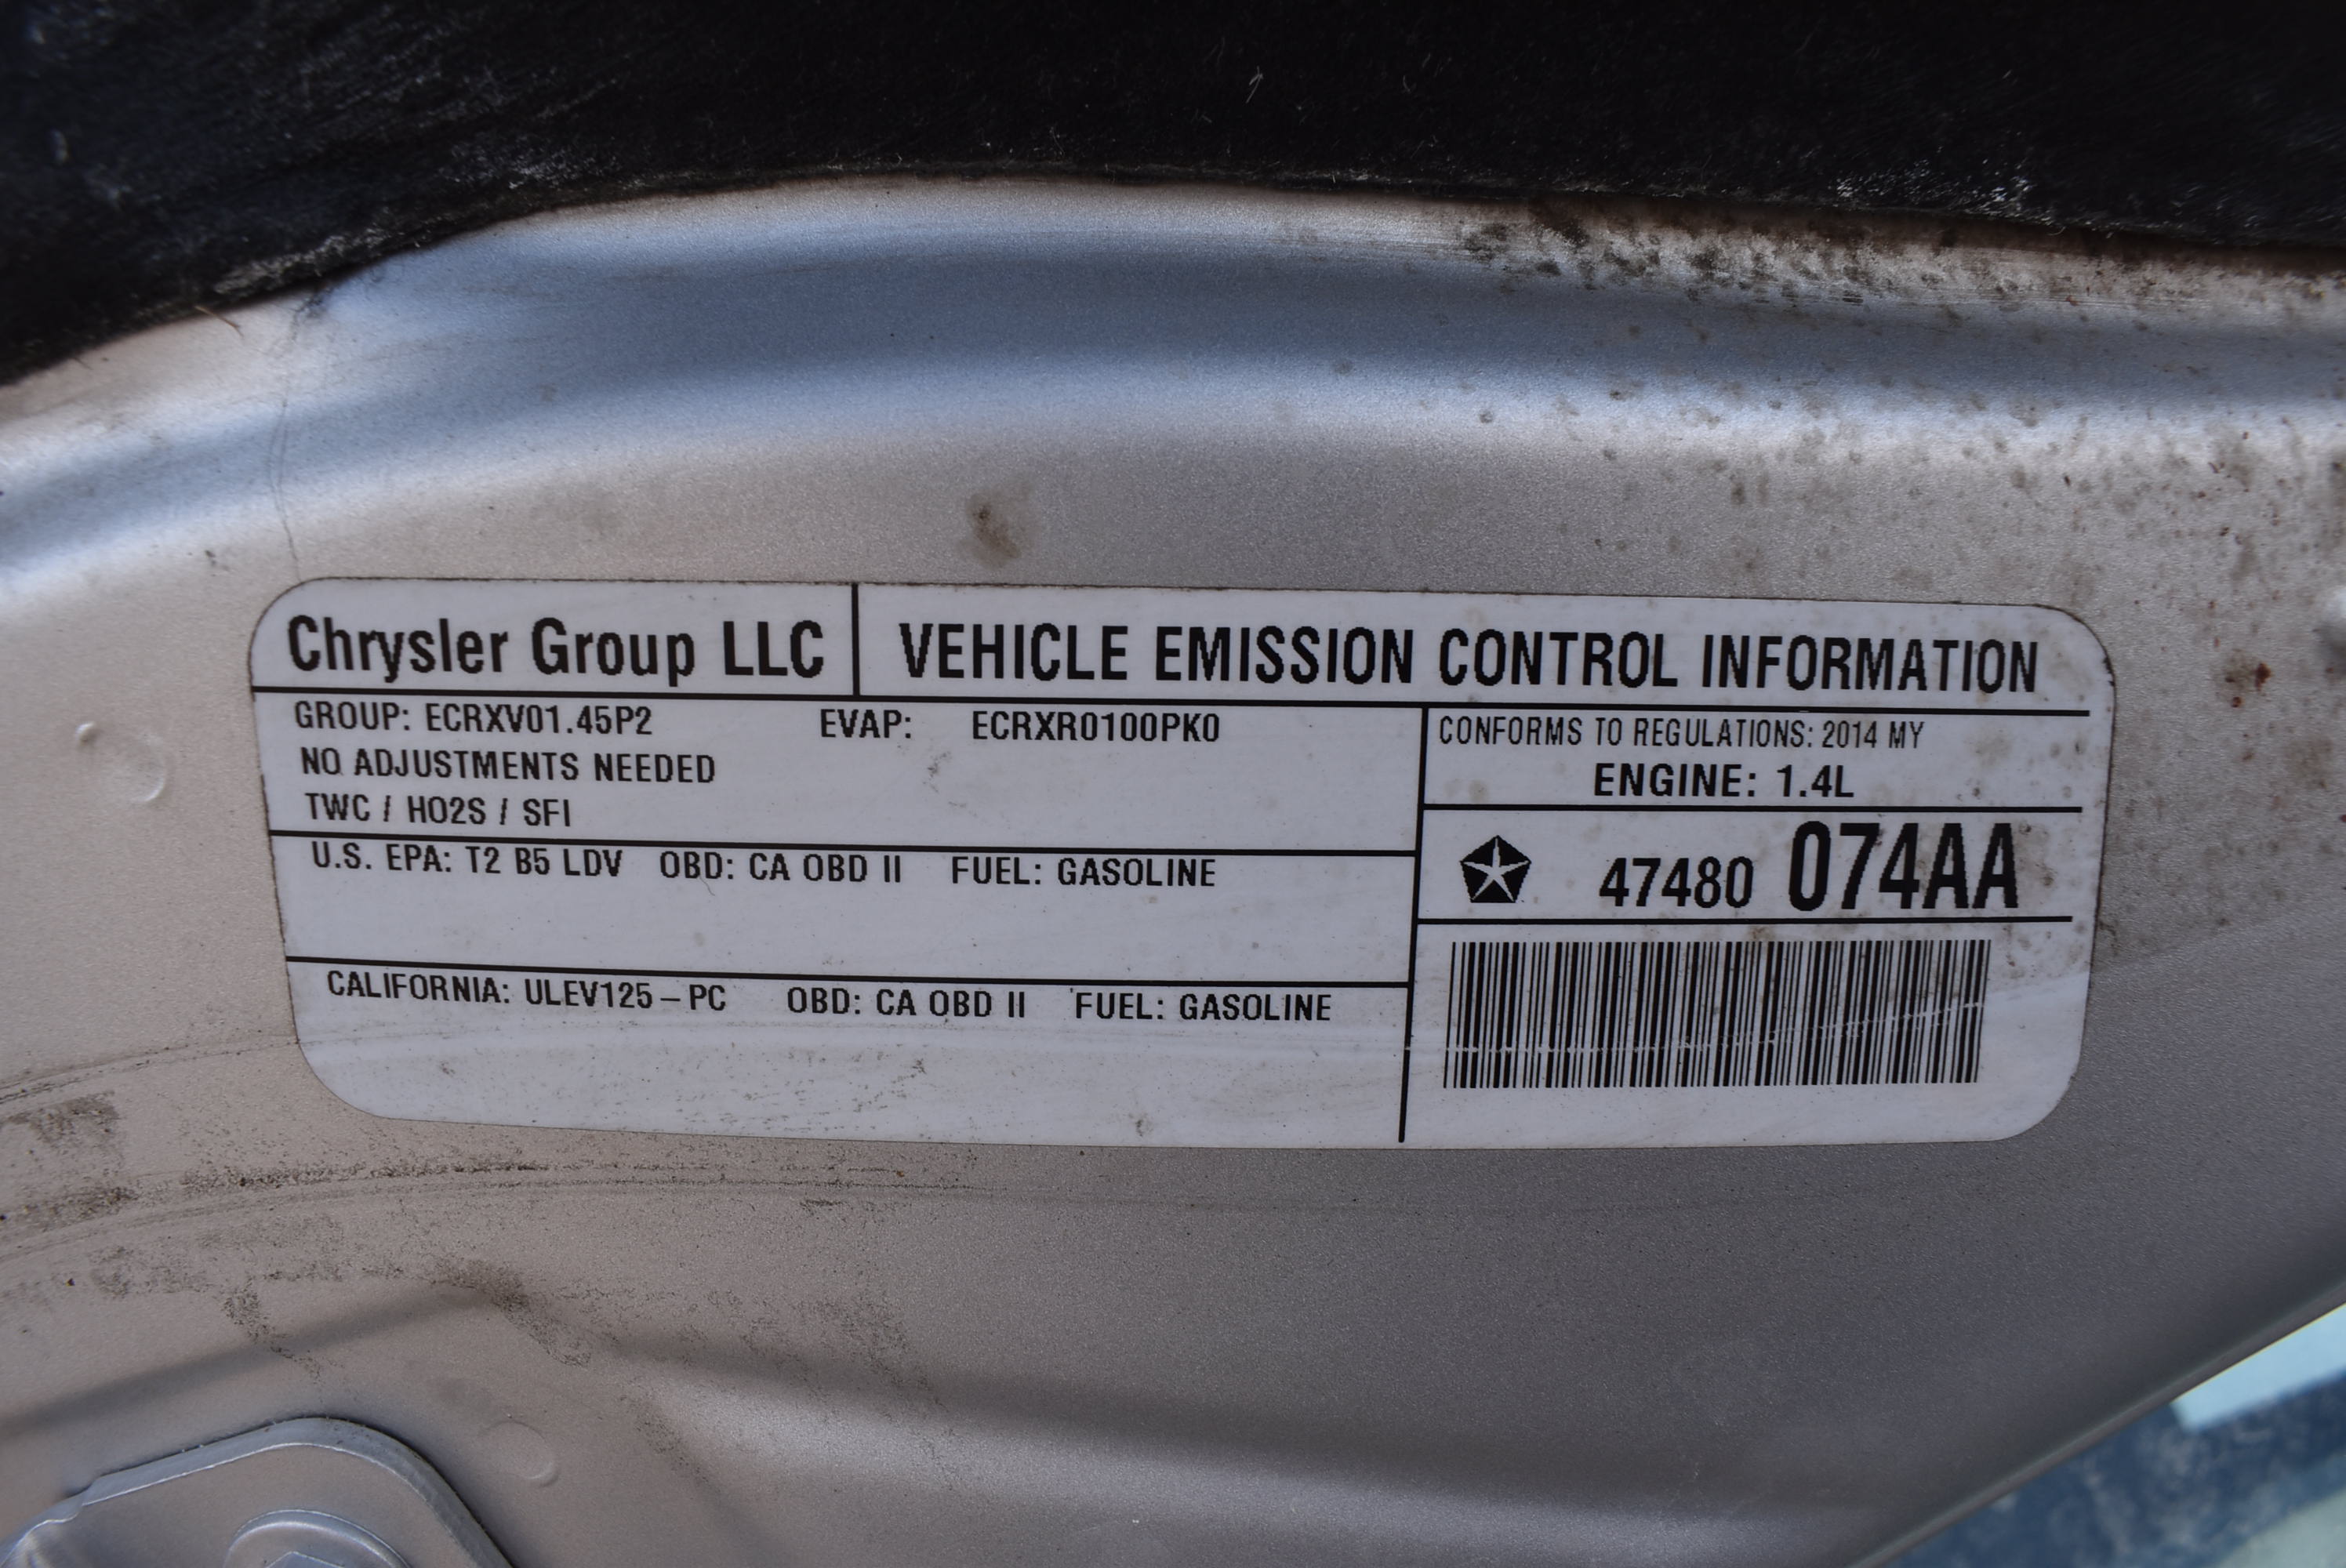 Chrysler Group LLC
VEHICLE EMISSION CONTROL INFORMATION
GROUP: ECRXV01.45P2 EVAP: ECRXR0100PK0
NO ADJUSTMENTS NEEDED
TWC / HO2S / SFI
U.S. EPA: T2 B5 LDV OBD: CA OBD II FUEL: GASOLINE
CALIFORNIA: ULEV125 – PC OBD: CA OBD II FUEL: GASOLINE
CONFORMS TO REGULATIONS: 2014 MY
ENGINE: 1.4L
47480 074AA